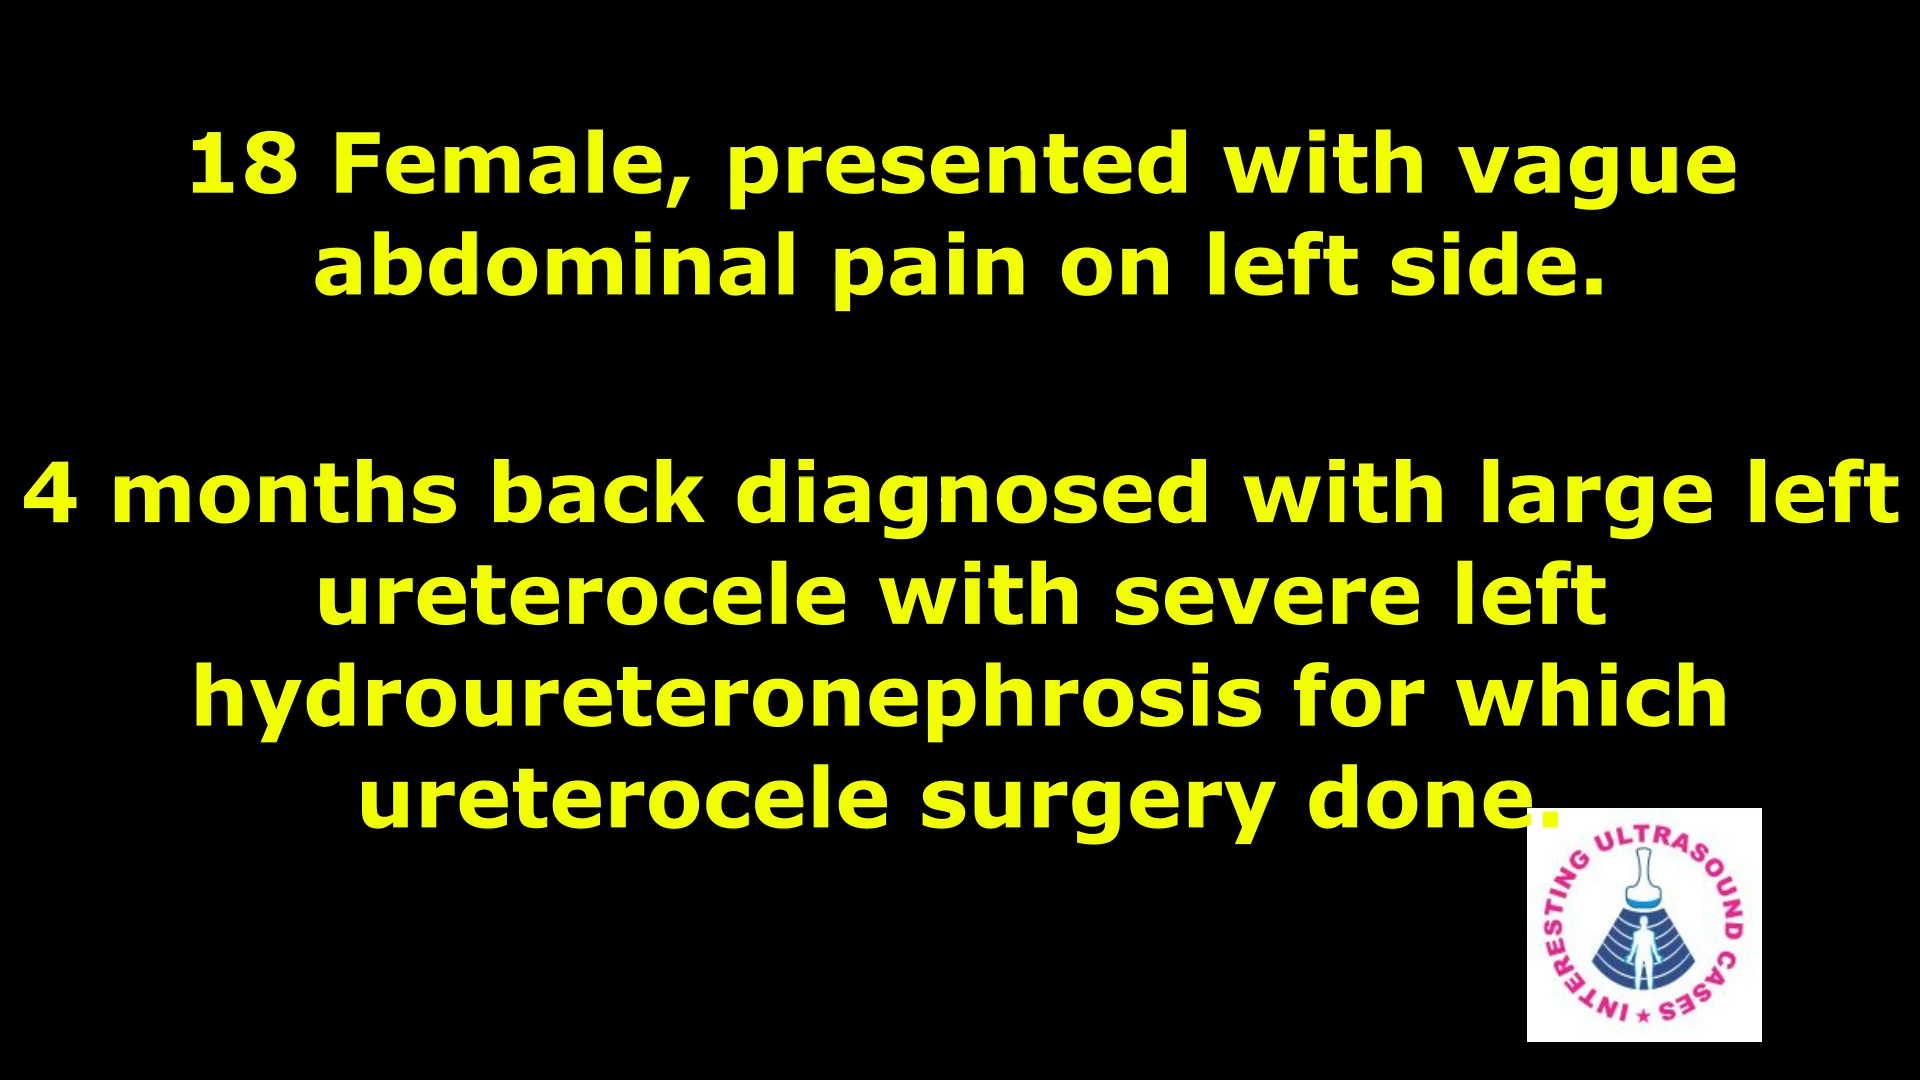 18 Female, presented with vague
abdominal pain on left side.
4 months back diagnosed with large left
ureterocele with severe left
hydroureteronephrosis for which
ureterocele surgery done.
INTERESTING ULTRASOUND CASES